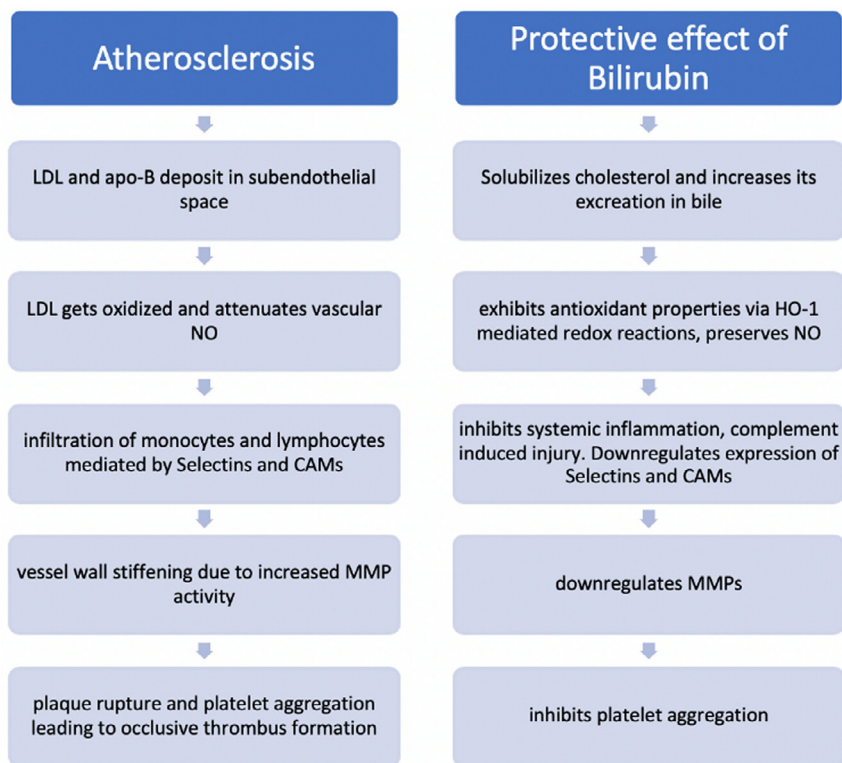 Atherosclerosis
LDL and apo-B deposit in subendothelial
space
LDL gets oxidized and attenuates vascular
NO
infiltration of monocytes and lymphocytes
mediated by Selectins and CAMs
vessel wall stiffening due to increased MMP
activity
plaque rupture and platelet aggregation
leading to occlusive thrombus formation
Protective effect of
Bilirubin
Solubilizes cholesterol and increases its
excreation in bile
exhibits antioxidant properties via HO-1
mediated redox reactions, preserves NO
inhibits systemic inflammation, complement
induced injury. Downregulates expression of
Selectins and CAMs
downregulates MMPs
inhibits platelet aggregation